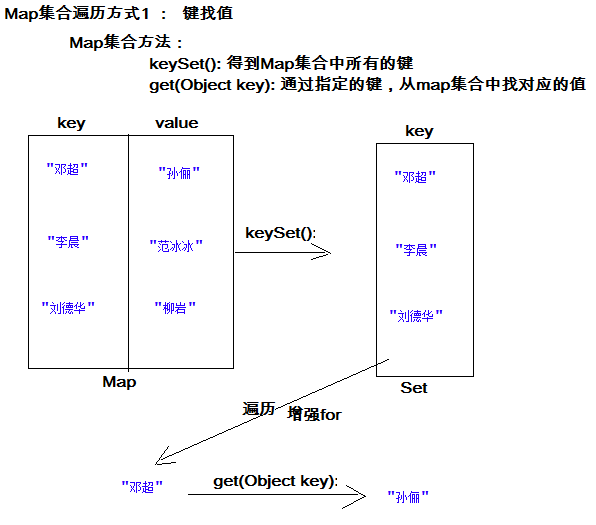 Map集合遍历方式1 ： 键找值
Map集合方法：
keySet(): 得到Map集合中所有的键
get(Object key): 通过指定的键，从map集合中找对应的值
key value
key
"邓超" "孙俪"
"邓超"
"李晨" "范冰冰"
keySet():
"李晨"
"刘德华" "柳岩"
"刘德华"
Map
Set
遍历 增强for
"邓超"
get(Object key):
"孙俪"